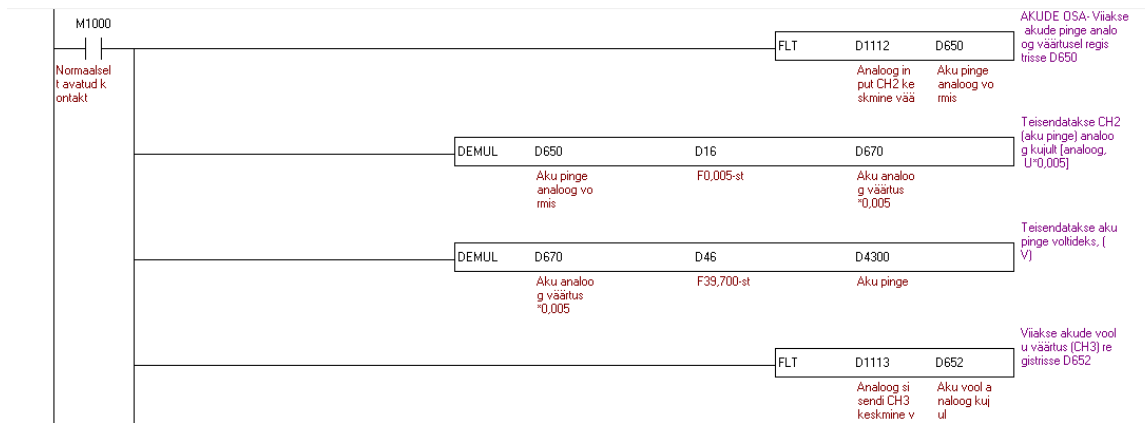 M1000
Normaalsel
t avatud k
ontakt
FLT D1112 D650
Analoog in
put CH2 ke
skmine vää
Aku pinge
analoog vo
rmis
AKUDE OSA- Viiakse
akude pinge analo
og väärtusel regis
trisse D650
DEMUL D650 D16 D670
Aku pinge
analoog vo
rmis
F0,005-st
Aku analoo
g väärtus
*0,005
Teisendatakse CH2
(aku pinge) analoo
g kujult [analoog,
U*0,005]
DEMUL D670 D46 D4300
Aku analoo
g väärtus
*0,005
F39,700-st
Aku pinge
Teisendatakse aku
pinge voltideks, (
V)
FLT D1113 D652
Analoog si
sendi CH3
keskmine v
Aku vool a
naloog kuj
ul
Viiakse akude vool
u väärtus (CH3) re
gistrisse D652